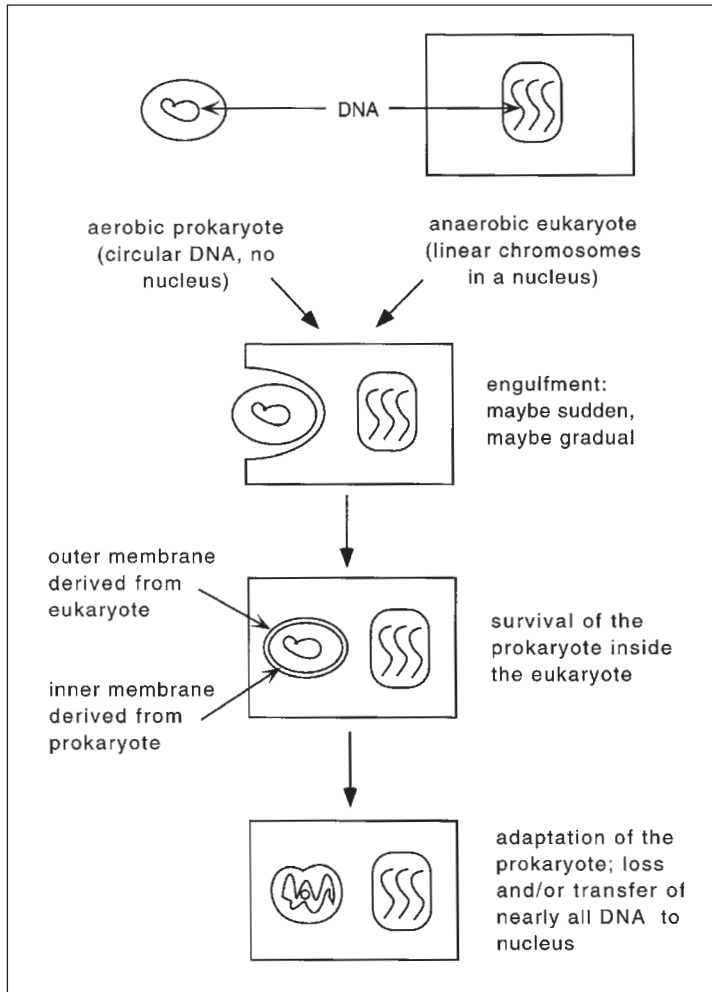 DNA
aerobic prokaryote
(circular DNA, no
nucleus)
anaerobic eukaryote
(linear chromosomes
in a nucleus)
engulfment:
maybe sudden,
maybe gradual
outer membrane
derived from
eukaryote
inner membrane
derived from
prokaryote
survival of the
prokaryote inside
the eukaryote
adaptation of the
prokaryote; loss
and/or transfer of
nearly all DNA to
nucleus